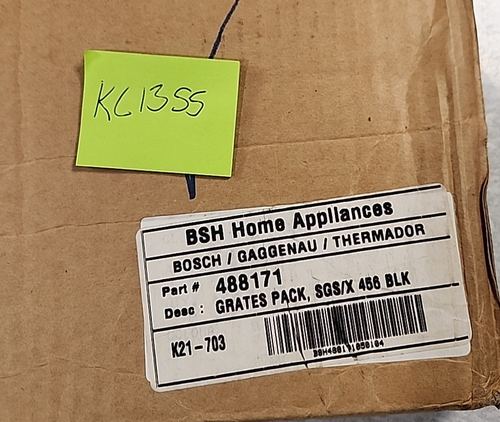 KC1355
BSH Home Appliances
BOSCH / GAGGENAU / THERMADOR
Part # 488171
Desc : GRATES PACK, SGS/X 456 BLK
K21-703